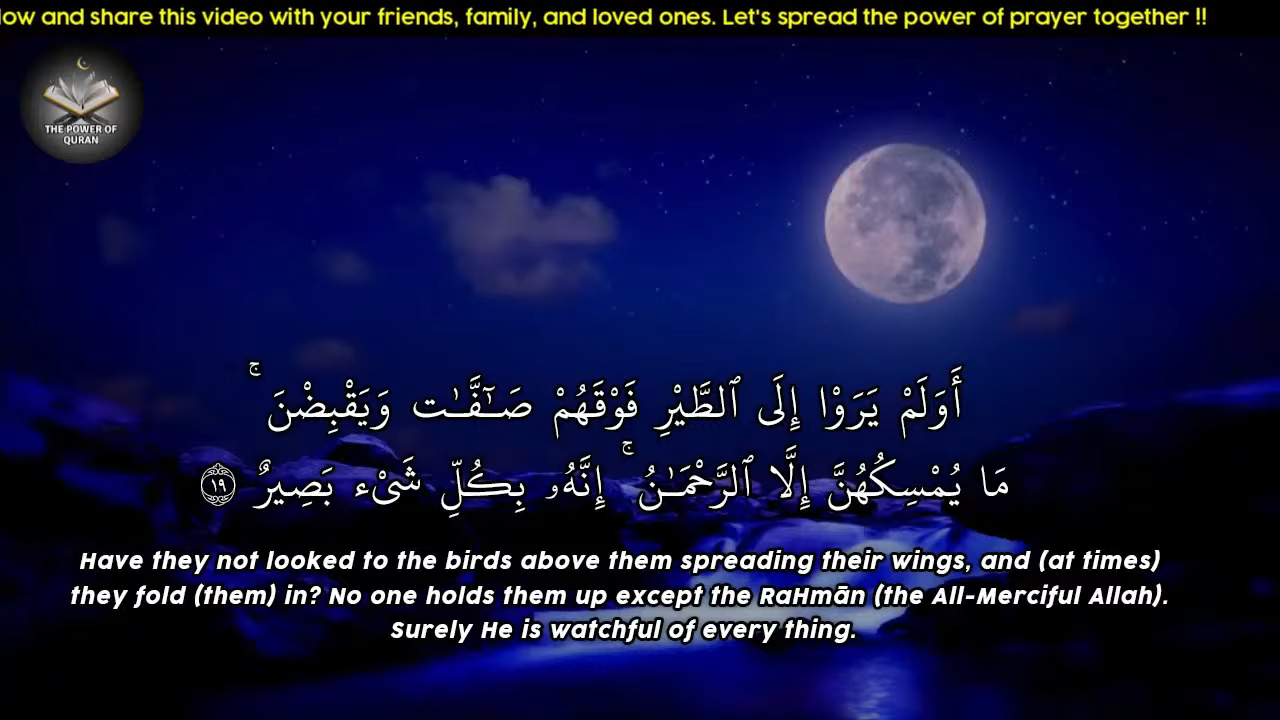 low and share this video with your friends, family, and loved ones. Let's spread the power of prayer together !!
THE POWER OF
QURAN
أَوَلَمْ يَرَوْا إِلَى ٱلطَّيْرِ فَوْقَهُمْ صَـٰٓفَّـٰت وَيَقْبِضْنَ ۚ
مَا يُمْسِكُهُنَّ إِلَّا ٱلرَّحْمَـٰنُ ۚ إِنَّهُۥ بِكُلِّ شَىْء بَصِيرٌ ١٩
Have they not looked to the birds above them spreading their wings, and (at times)
they fold (them) in? No one holds them up except the RaHmān (the All-Merciful Allah).
Surely He is watchful of every thing.